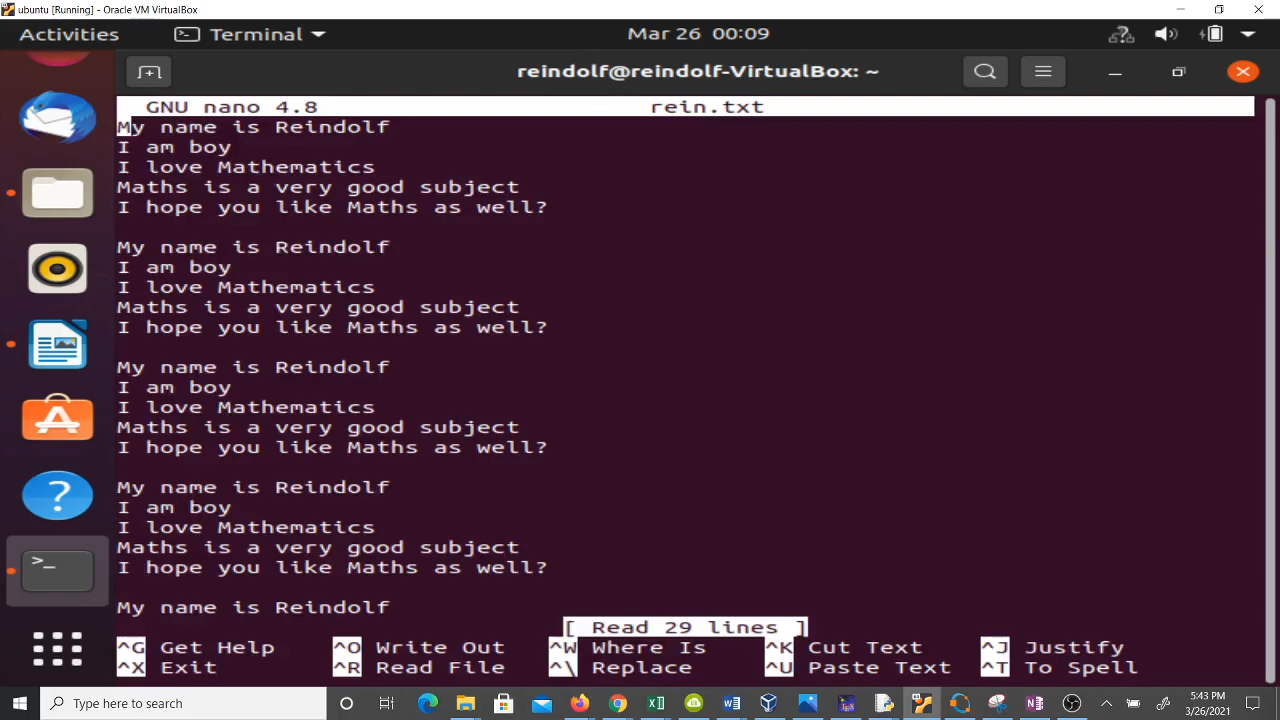 ubuntu [Running] - Oracle VM VirtualBox
Activities Terminal Mar 26 00:09
reindolf@reindolf-VirtualBox: ~
GNU nano 4.8 rein.txt
My name is Reindolf
I am boy
I love Mathematics
Maths is a very good subject
I hope you like Maths as well?
My name is Reindolf
I am boy
I love Mathematics
Maths is a very good subject
I hope you like Maths as well?
My name is Reindolf
I am boy
I love Mathematics
Maths is a very good subject
I hope you like Maths as well?
My name is Reindolf
I am boy
I love Mathematics
Maths is a very good subject
I hope you like Maths as well?
My name is Reindolf
[ Read 29 lines ]
^G Get Help ^O Write Out ^W Where Is ^K Cut Text ^J Justify
^X Exit ^R Read File ^\ Replace ^U Paste Text ^T To Spell
Type here to search
5:43 PM
3/26/2021